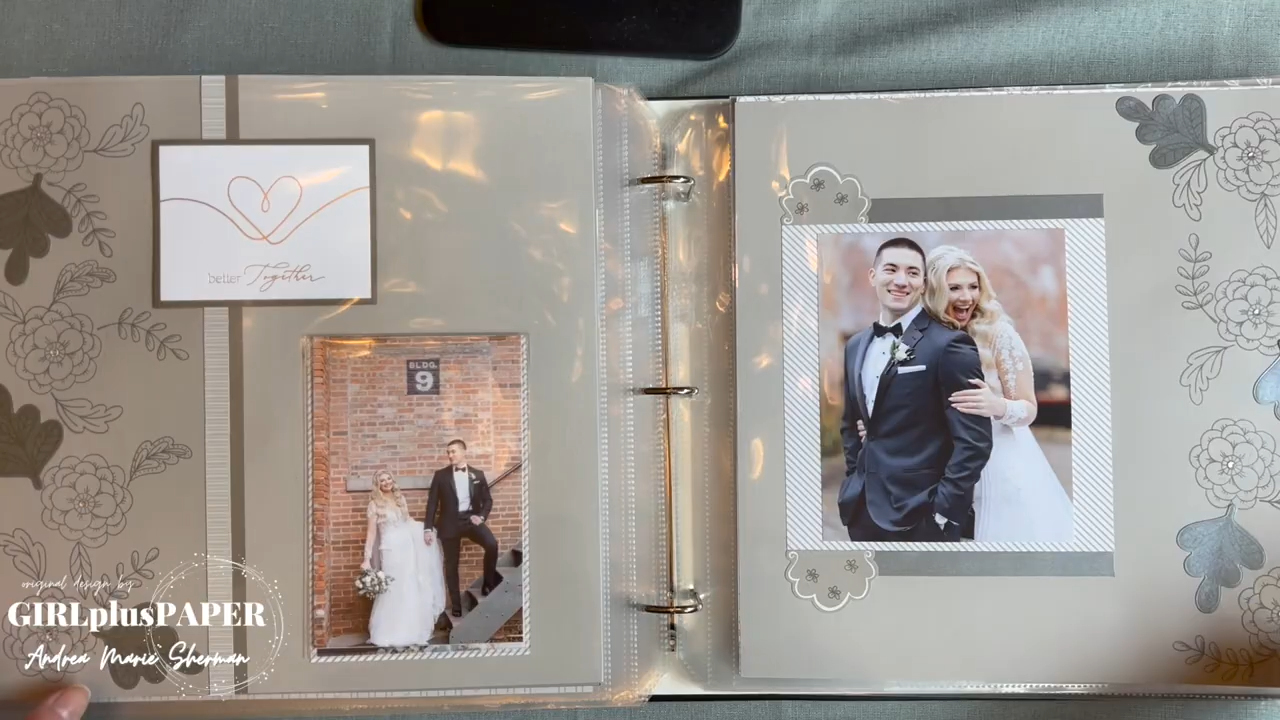 better Together
BLDG.
9
original design by
GIRLplusPAPER
Andrea Marie Sherman